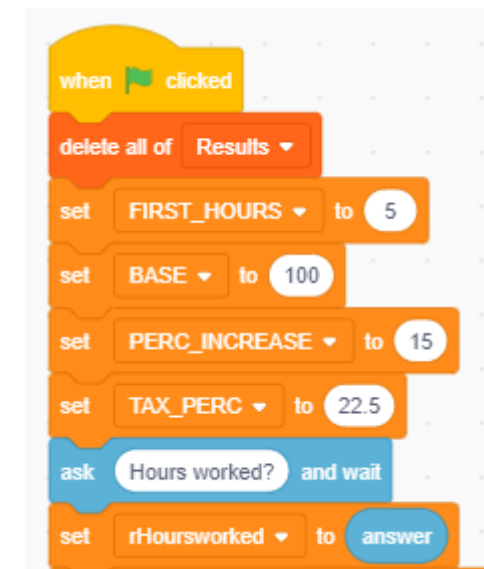 when clicked
delete all of Results
set FIRST_HOURS to 5
set BASE to 100
set PERC_INCREASE to 15
set TAX_PERC to 22.5
ask Hours worked? and wait
set rHoursworked to answer